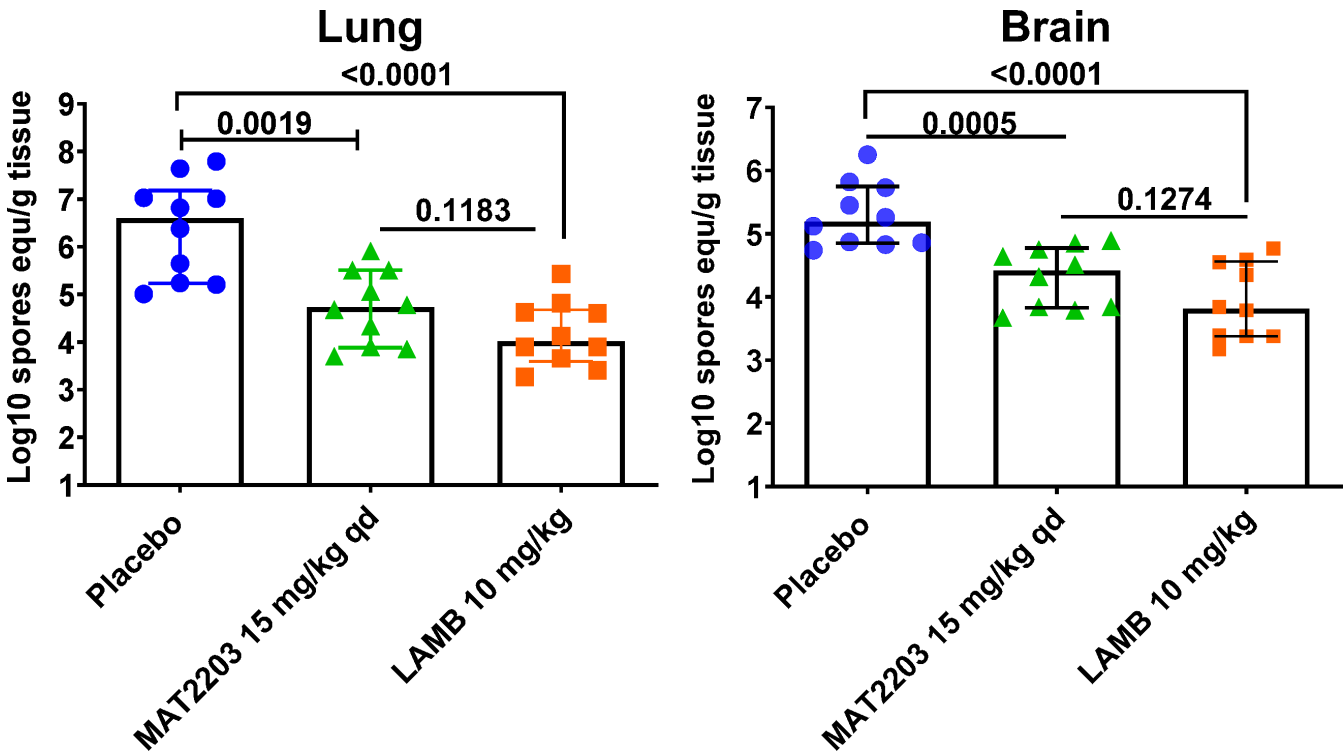 Lung
<0.0001
0.0019
0.1183
Log10 spores equ/g tissue
9
8
7
6
5
4
3
2
1
Placebo
MAT2203 15 mg/kg qd
LAMB 10 mg/kg
Brain
<0.0001
0.0005
0.1274
Log10 spores equ/g tissue
7
6
5
4
3
2
1
Placebo
MAT2203 15 mg/kg qd
LAMB 10 mg/kg